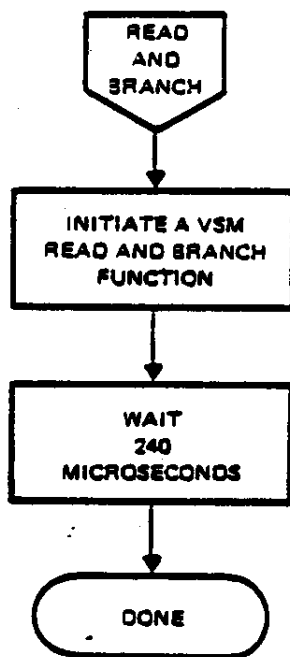 READ
AND
BRANCH
INITIATE A VSM
READ AND BRANCH
FUNCTION
WAIT
240
MICROSECONDS
DONE